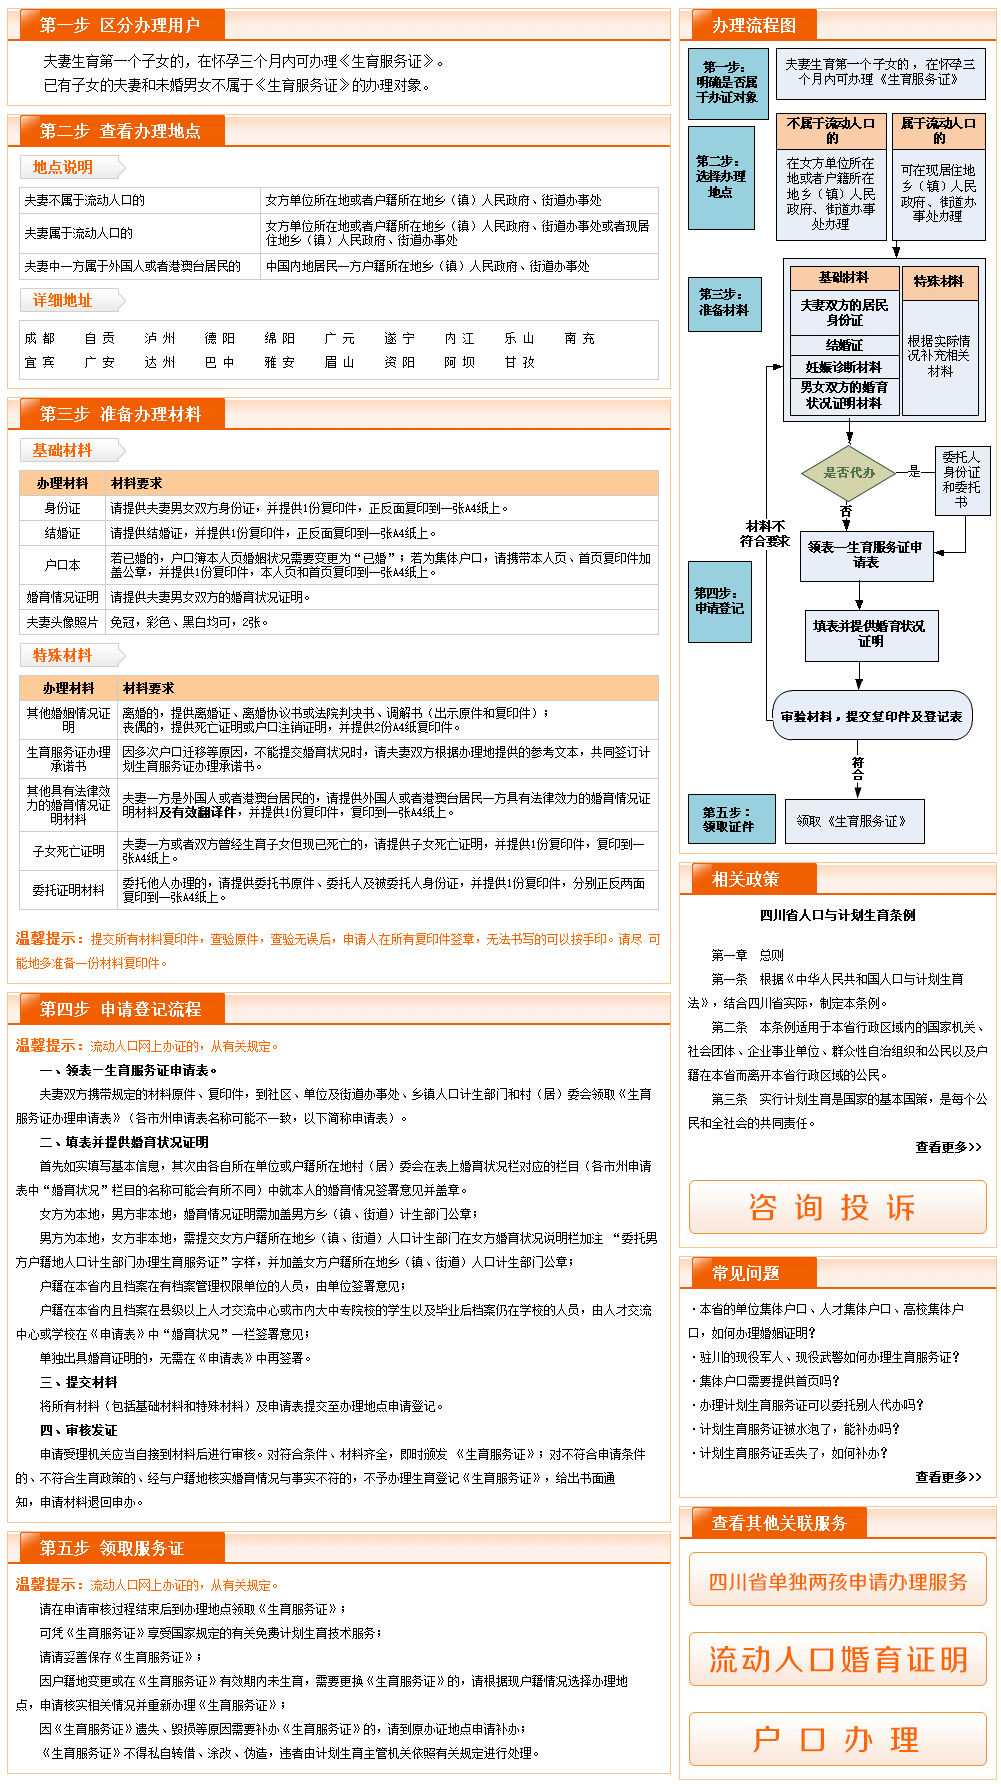 第一步 区分办理用户
夫妻生育第一个子女的，在怀孕三个月内可办理《生育服务证》。
已有子女的夫妻和未婚男女不属于《生育服务证》的办理对象。
第二步 查看办理地点
地点说明
夫妻不属于流动人口的 女方单位所在地或者户籍所在地乡（镇）人民政府、街道办事处
夫妻属于流动人口的 女方单位所在地或者户籍所在地乡（镇）人民政府、街道办事处或者现居
住地乡（镇）人民政府、街道办事处
夫妻中一方属于外国人或者港澳台居民的 中国内地居民一方户籍所在地乡（镇）人民政府、街道办事处
详细地址
成都 自贡 泸州 德阳 绵阳 广元 遂宁 内江 乐山 南充
宜宾 广安 达州 巴中 雅安 眉山 资阳 阿坝 甘孜
第三步 准备办理材料
基础材料
办理材料 材料要求
身份证 请提供夫妻男女双方身份证，并提供1份复印件，正反面复印到一张A4纸上。
结婚证 请提供结婚证，并提供1份复印件，正反面复印到一张A4纸上。
户口本 若已婚的，户口簿本人页婚姻状况需要变更为“已婚”；若为集体户口，请携带本人页、首页复印件加
盖公章，并提供1份复印件，本人页和首页复印到一张A4纸上。
婚育情况证明 请提供夫妻男女双方的婚育状况证明。
夫妻头像照片 免冠，彩色、黑白均可，2张。
特殊材料
办理材料 材料要求
其他婚姻情况证
明
离婚的，提供离婚证、离婚协议书或法院判决书、调解书（出示原件和复印件）；
丧偶的，提供死亡证明或户口注销证明，并提供2份A4纸复印件。
生育服务证办理
承诺书
因多次户口迁移等原因，不能提交婚育状况时，请夫妻双方根据办理地提供的参考文本，共同签订计
划生育服务证办理承诺书。
其他具有法律效
力的婚育情况证
明材料
夫妻一方是外国人或者港澳台居民的，请提供外国人或者港澳台居民一方具有法律效力的婚育情况证
明材料及有效翻译件，并提供1份复印件，复印到一张A4纸上。
子女死亡证明 夫妻一方或者双方曾经生育子女但现已死亡的，请提供子女死亡证明，并提供1份复印件，复印到一
张A4纸上。
委托证明材料 委托他人办理的，请提供委托书原件、委托人及被委托人身份证，并提供1份复印件，分别正反两面
复印到一张A4纸上。
温馨提示：提交所有材料复印件，查验原件，查验无误后，申请人在所有复印件签章，无法书写的可以按手印。请尽 可
能地多准备一份材料复印件。
第四步 申请登记流程
温馨提示：流动人口网上办证的，从有关规定。
一、领表—生育服务证申请表。
夫妻双方携带规定的材料原件、复印件，到社区、单位及街道办事处、乡镇人口计生部门和村（居）委会领取《生育
服务证办理申请表》（各市州申请表名称可能不一致，以下简称申请表）。
二、填表并提供婚育状况证明
首先如实填写基本信息，其次由各自所在单位或户籍所在地村（居）委会在表上婚育状况栏对应的栏目（各市州申请
表中“婚育状况”栏目的名称可能会有所不同）中就本人的婚育情况签署意见并盖章。
女方为本地，男方非本地，婚育情况证明需加盖男方乡（镇、街道）计生部门公章；
男方为本地，女方非本地，需提交女方户籍所在地乡（镇、街道）人口计生部门在女方婚育状况说明栏加注 “委托男
方户籍地人口计生部门办理生育服务证”字样，并加盖女方户籍所在地乡（镇、街道）人口计生部门公章；
户籍在本省内且档案在有档案管理权限单位的人员，由单位签署意见；
户籍在本省内且档案在县级以上人才交流中心或市内大中专院校的学生以及毕业后档案仍在学校的人员，由人才交流
中心或学校在《申请表》中“婚育状况”一栏签署意见；
单独出具婚育证明的，无需在《申请表》中再签署。
三、提交材料
将所有材料（包括基础材料和特殊材料）及申请表提交至办理地点申请登记。
四、审核发证
申请受理机关应当自接到材料后进行审核。对符合条件、材料齐全，即时颁发 《生育服务证》；对不符合申请条件
的、不符合生育政策的、经与户籍地核实婚育情况与事实不符的，不予办理生育登记《生育服务证》，给出书面通
知，申请材料退回申办。
第五步 领取服务证
温馨提示：流动人口网上办证的，从有关规定。
请在申请审核过程结束后到办理地点领取《生育服务证》；
可凭《生育服务证》享受国家规定的有关免费计划生育技术服务；
请请妥善保存《生育服务证》；
因户籍地变更或在《生育服务证》有效期内未生育，需要更换《生育服务证》的，请根据现户籍情况选择办理地
点，申请核实相关情况并重新办理《生育服务证》；
因《生育服务证》遗失、毁损等原因需要补办《生育服务证》的，请到原办证地点申请补办；
《生育服务证》不得私自转借、涂改、伪造，违者由计划生育主管机关依照有关规定进行处理。
办理流程图
第一步：
明确是否属
于办证对象
夫妻生育第一个子女的，在怀孕三
个月内可办理《生育服务证》
第二步：
选择办理
地点
不属于流动人口
的
在女方单位所在
地或者户籍所在
地乡（镇）人民
政府、街道办事
处办理
属于流动人口
的
可在现居住地
乡（镇）人民
政府、街道办
事处办理
第三步：
准备材料
基础材料
夫妻双方的居民
身份证
结婚证
妊娠诊断材料
男女双方的婚育
状况证明材料
特殊材料
根据实际情
况补充相关
材料
是否代办
是
委托人
身份证
和委托
书
否
材料不
符合要求
领表—生育服务证申
请表
第四步：
申请登记
填表并提供婚育状况
证明
审验材料，提交复印件及登记表
符
合
第五步：
领取证件
领取《生育服务证》
相关政策
四川省人口与计划生育条例
第一章 总则
第一条 根据《中华人民共和国人口与计划生育
法》，结合四川省实际，制定本条例。
第二条 本条例适用于本省行政区域内的国家机关、
社会团体、企业事业单位、群众性自治组织和公民以及户
籍在本省而离开本省行政区域的公民。
第三条 实行计划生育是国家的基本国策，是每个公
民和全社会的共同责任。
查看更多>>
咨询投诉
常见问题
·本省的单位集体户口、人才集体户口、高校集体户
口，如何办理婚姻证明？
·驻川的现役军人、现役武警如何办理生育服务证？
·集体户口需要提供首页吗？
·办理计划生育服务证可以委托别人代办吗？
·计划生育服务证被水泡了，能补办吗？
·计划生育服务证丢失了，如何补办？
查看更多>>
查看其他关联服务
四川省单独两孩申请办理服务
流动人口婚育证明
户口办理